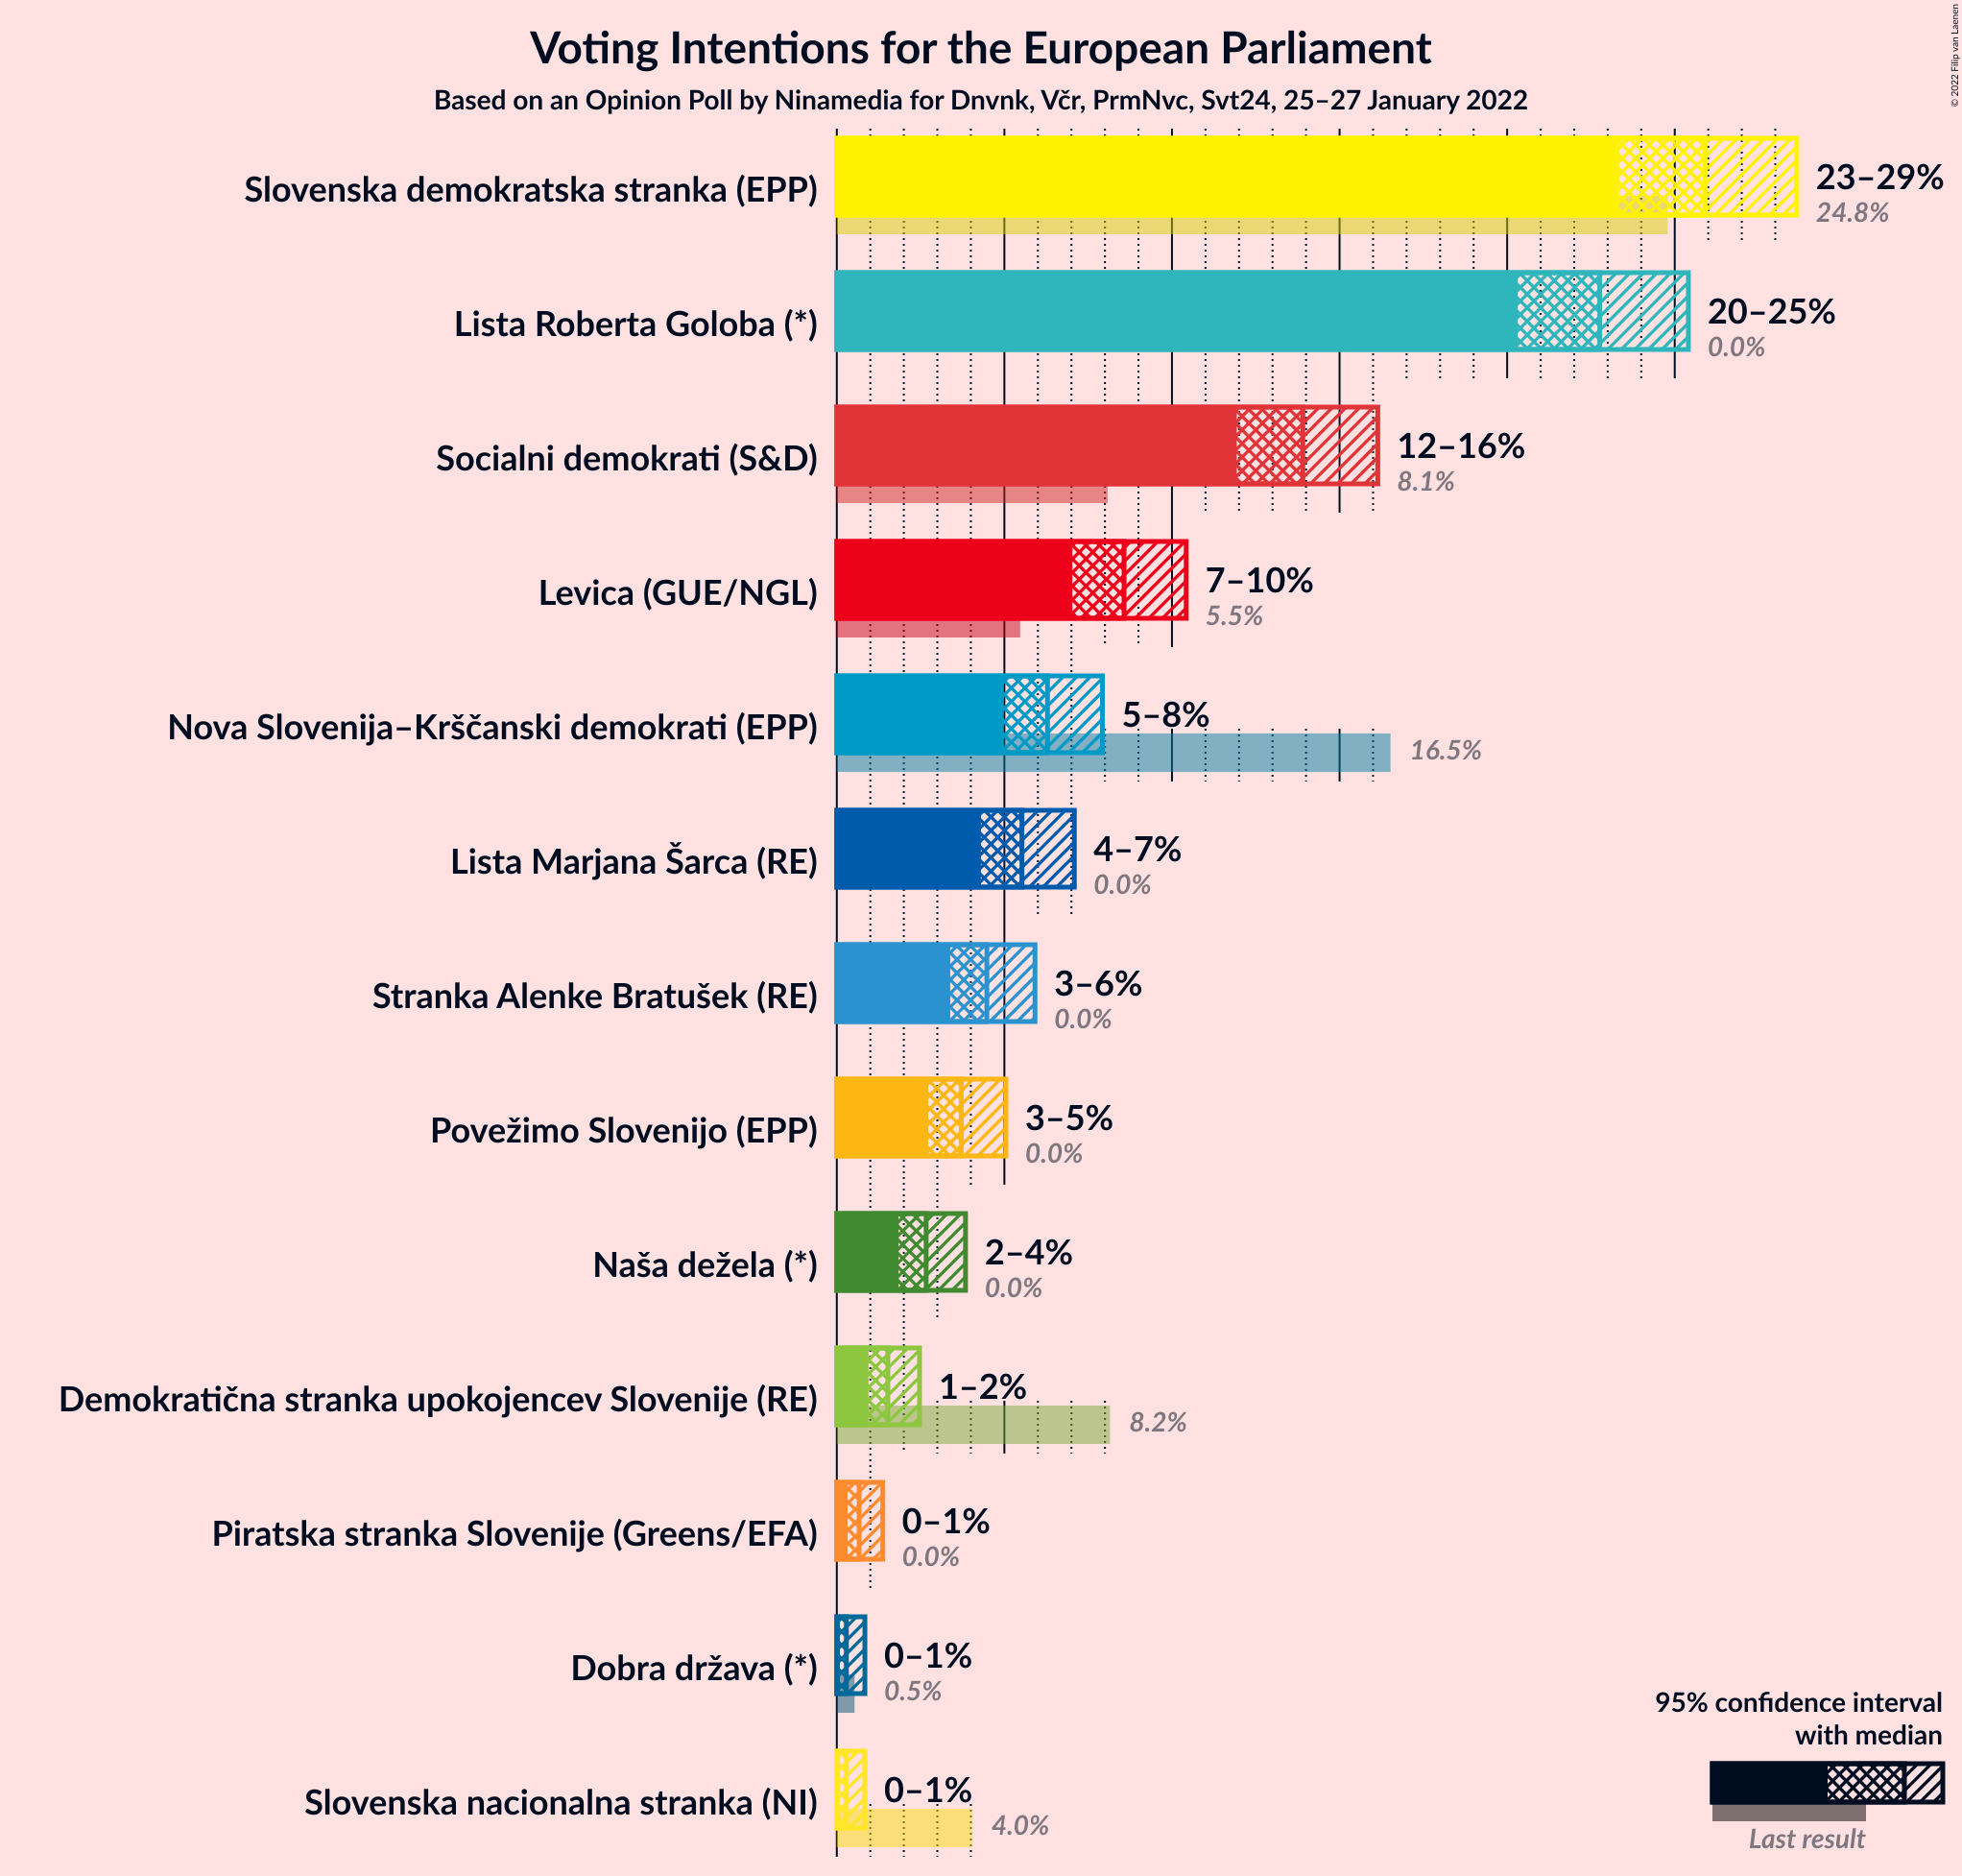 Voting Intentions for the European Parliament
Based on an Opinion Poll by Ninamedia for Dnvnk, Včr, PrmNvc, Svt24, 25–27 January 2022
© 2022 Filip van Laenen
Slovenska demokratska stranka (EPP)
23–29%
24.8%
Lista Roberta Goloba (*)
20–25%
0.0%
Socialni demokrati (S&D)
12–16%
8.1%
Levica (GUE/NGL)
7–10%
5.5%
Nova Slovenija–Krščanski demokrati (EPP)
5–8%
16.5%
Lista Marjana Šarca (RE)
4–7%
0.0%
Stranka Alenke Bratušek (RE)
3–6%
0.0%
Povežimo Slovenijo (EPP)
3–5%
0.0%
Naša dežela (*)
2–4%
0.0%
Demokratična stranka upokojencev Slovenije (RE)
1–2%
8.2%
Piratska stranka Slovenije (Greens/EFA)
0–1%
0.0%
Dobra država (*)
0–1%
0.5%
Slovenska nacionalna stranka (NI)
0–1%
4.0%
95% confidence interval
with median
Last result